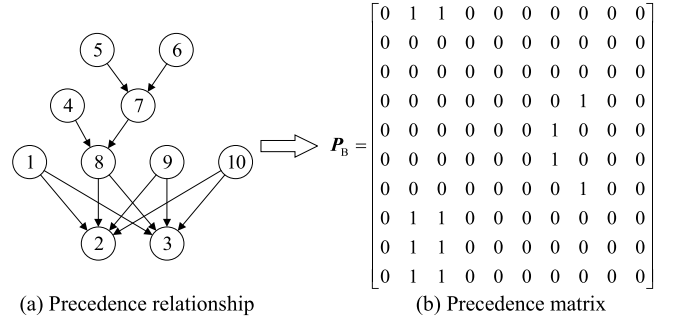 5 6
4 7
1 8 9 10
2 3
P_B =
0 1 1 0 0 0 0 0 0 0
0 0 0 0 0 0 0 0 0 0
0 0 0 0 0 0 0 0 0 0
0 0 0 0 0 0 0 1 0 0
0 0 0 0 0 0 1 0 0 0
0 0 0 0 0 0 1 0 0 0
0 0 0 0 0 0 0 1 0 0
0 1 1 0 0 0 0 0 0 0
0 1 1 0 0 0 0 0 0 0
0 1 1 0 0 0 0 0 0 0
(a) Precedence relationship
(b) Precedence matrix